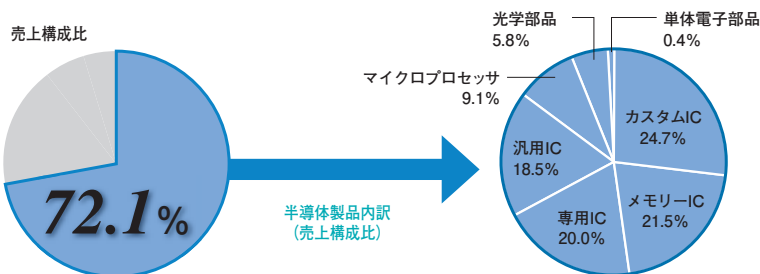 売上構成比
72.1%
半導体製品内訳
(売上構成比)
光学部品
5.8%
単体電子部品
0.4%
マイクロプロセッサ
9.1%
カスタムIC
24.7%
汎用IC
18.5%
メモリーIC
21.5%
専用IC
20.0%